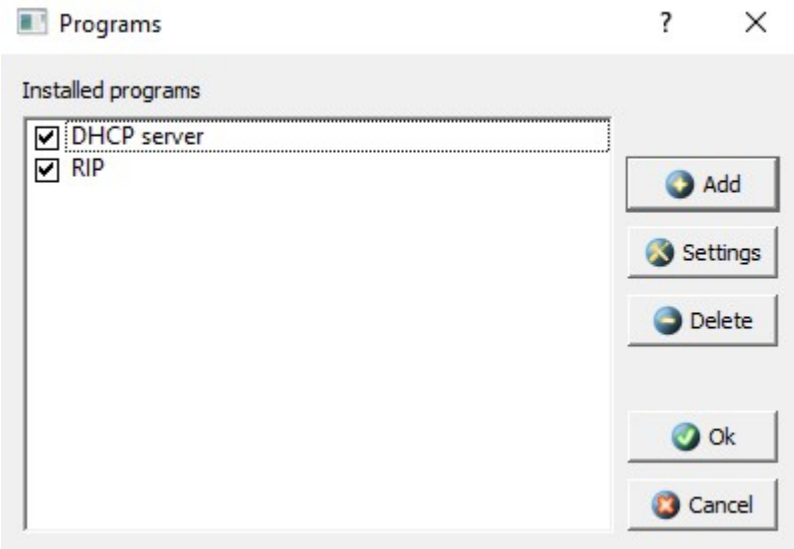 Programs
?
Installed programs
DHCP server
RIP
Add
Settings
Delete
Ok
Cancel